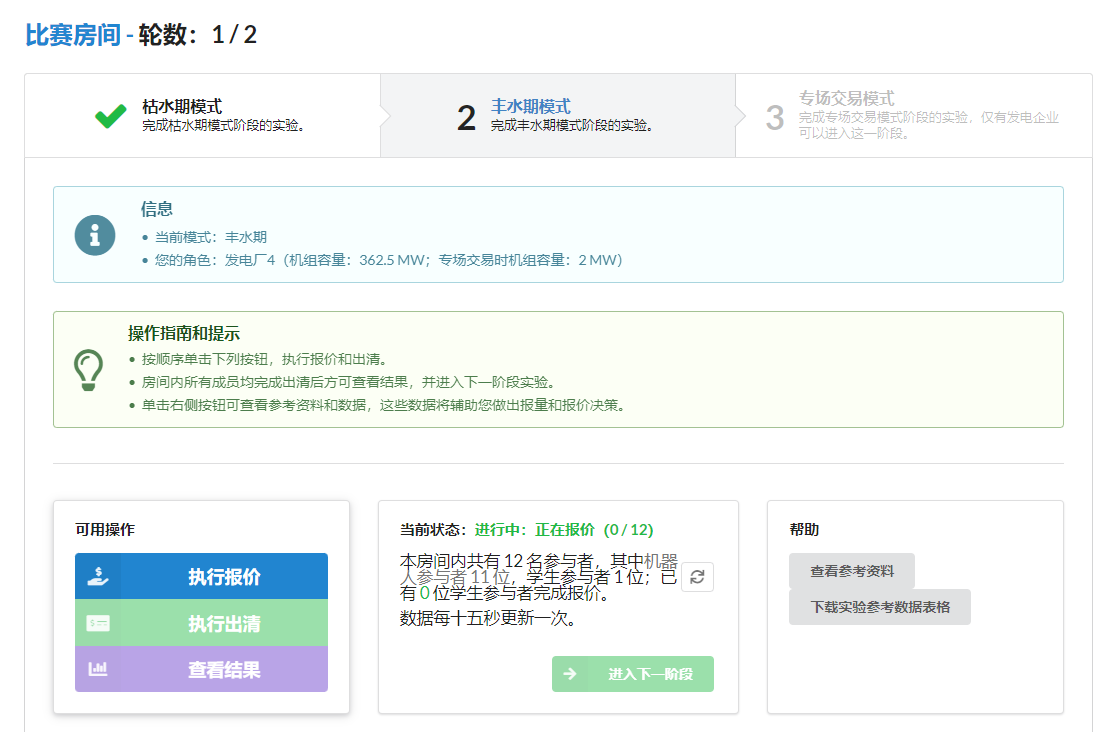 比赛房间 - 轮数：1 / 2
枯水期模式
完成枯水期模式阶段的实验。
2
丰水期模式
完成丰水期模式阶段的实验。
3
专场交易模式
完成专场交易模式阶段的实验，仅有发电企业
可以进入这一阶段。
信息
• 当前模式：丰水期
• 您的角色：发电厂4（机组容量：362.5 MW；专场交易时机组容量：2 MW）
操作指南和提示
• 按顺序单击下列按钮，执行报价和出清。
• 房间内所有成员均完成出清后方可查看结果，并进入下一阶段实验。
• 单击右侧按钮可查看参考资料和数据，这些数据将辅助您做出报量和报价决策。
可用操作
执行报价
执行出清
查看结果
当前状态：进行中：正在报价（0 / 12）
本房间内共有 12 名参与者，其中机器
人参与者 11 位，学生参与者 1 位；已
有 0 位学生参与者完成报价。
数据每十五秒更新一次。
进入下一阶段
帮助
查看参考资料
下载实验参考数据表格